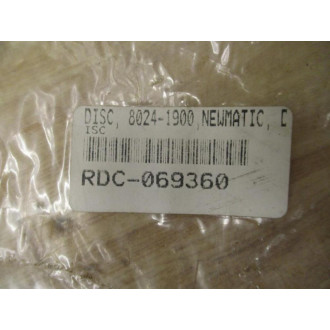 DISC, 8024-1900,NEWMATIC, D
ISC
RDC-069360